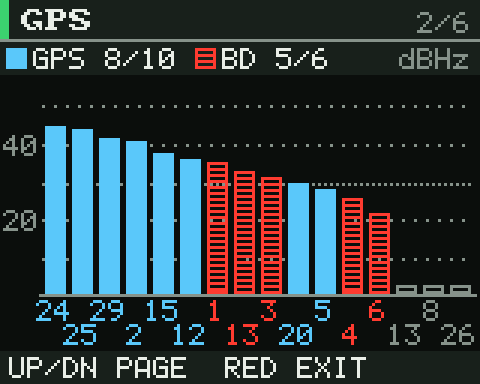 GPS 2/6
GPS 8/10 BD 5/6 dBHz
40
20
24 29 15 1 3 5 6 8
25 2 12 13 20 4 13 26
UP/DN PAGE RED EXIT